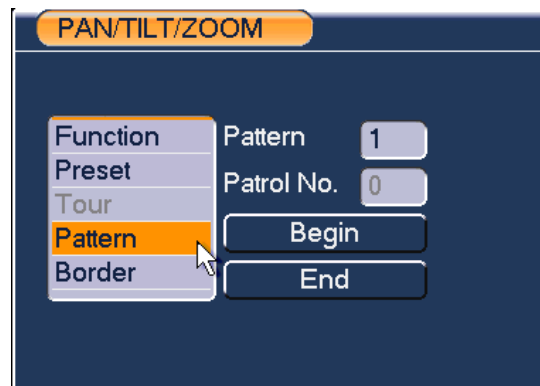 PAN/TILT/ZOOM
Function
Preset
Tour
Pattern
Border
Pattern 1
Patrol No. 0
Begin
End